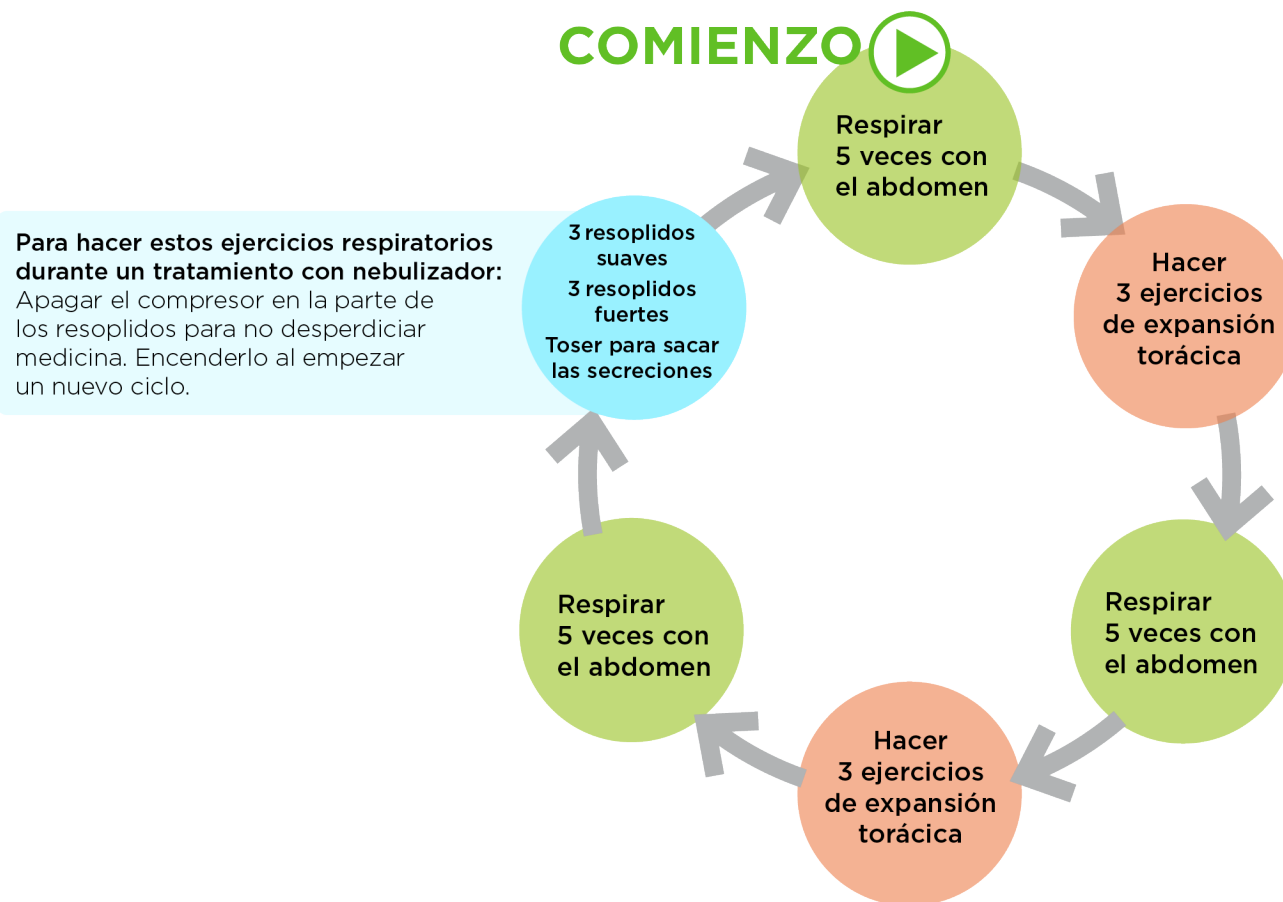 COMIENZO
Respirar
5 veces con
el abdomen
Hacer
3 ejercicios
de expansión
torácica
Respirar
5 veces con
el abdomen
Hacer
3 ejercicios
de expansión
torácica
Respirar
5 veces con
el abdomen
3 resoplidos
suaves
3 resoplidos
fuertes
Toser para sacar
las secreciones
Para hacer estos ejercicios respiratorios
durante un tratamiento con nebulizador:
Apagar el compresor en la parte de
los resoplidos para no desperdiciar
medicina. Encenderlo al empezar
un nuevo ciclo.